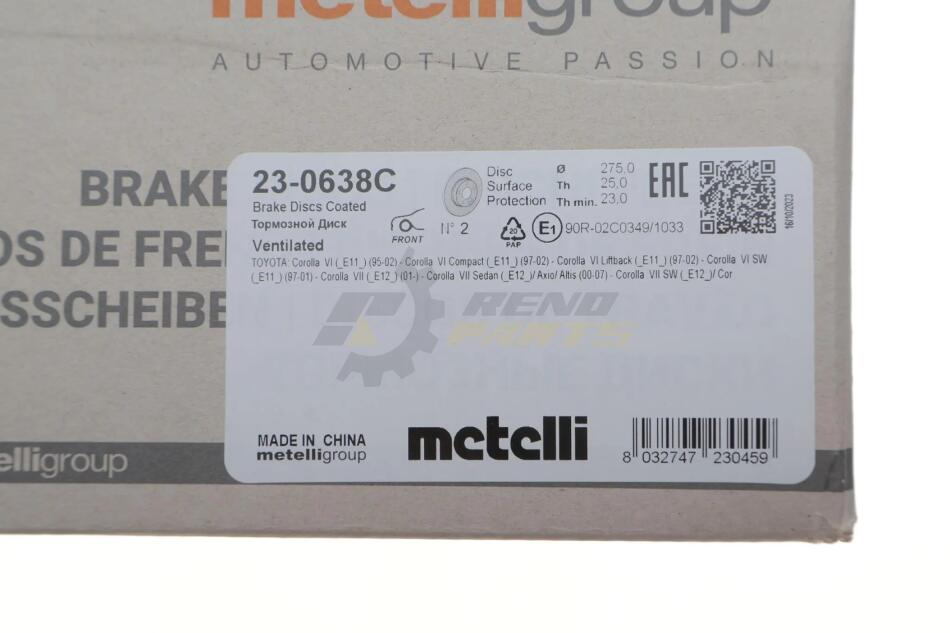 metelligroup
AUTOMOTIVE PASSION
BRAKE
OS DE FRE
SSCHEIBE
23-0638C
Brake Discs Coated
Тормозной Диск
Ventilated
FRONT
N° 2
Disc Ø 275,0
Surface Th 25,0
Protection Th min. 23,0
EAC
16/10/2023
20
PAP
E1 90R-02C0349/1033
TOYOTA: Corolla VI (_E11_) (95-02) - Corolla VI Compact (_E11_) (97-02) - Corolla VI Liftback (_E11_) (97-02) - Corolla VI SW
(_E11_) (97-01) - Corolla VII (_E12_) (01-) - Corolla VII Sedan (_E12_)/ Axio/ Altis (00-07) - Corolla VII SW (_E12_)/ Cor
RENO
PARTS
MADE IN CHINA
metelligroup
metelli
8 032747 230459
elligroup